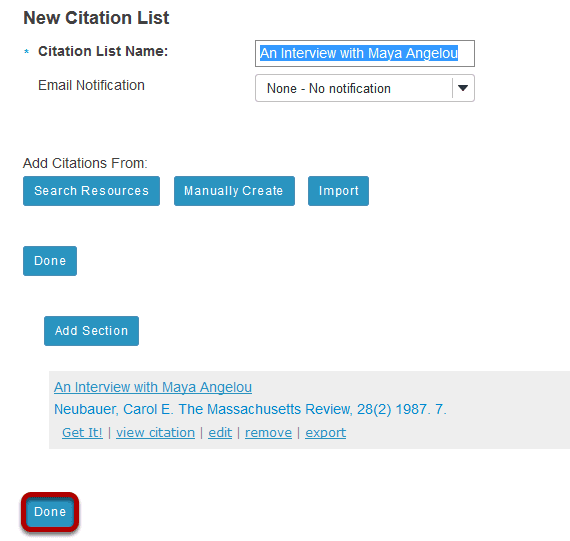 New Citation List
* Citation List Name: An Interview with Maya Angelou
Email Notification None - No notification
Add Citations From:
Search Resources Manually Create Import
Done
Add Section
An Interview with Maya Angelou
Neubauer, Carol E. The Massachusetts Review, 28(2) 1987. 7.
Get It! | view citation | edit | remove | export
Done